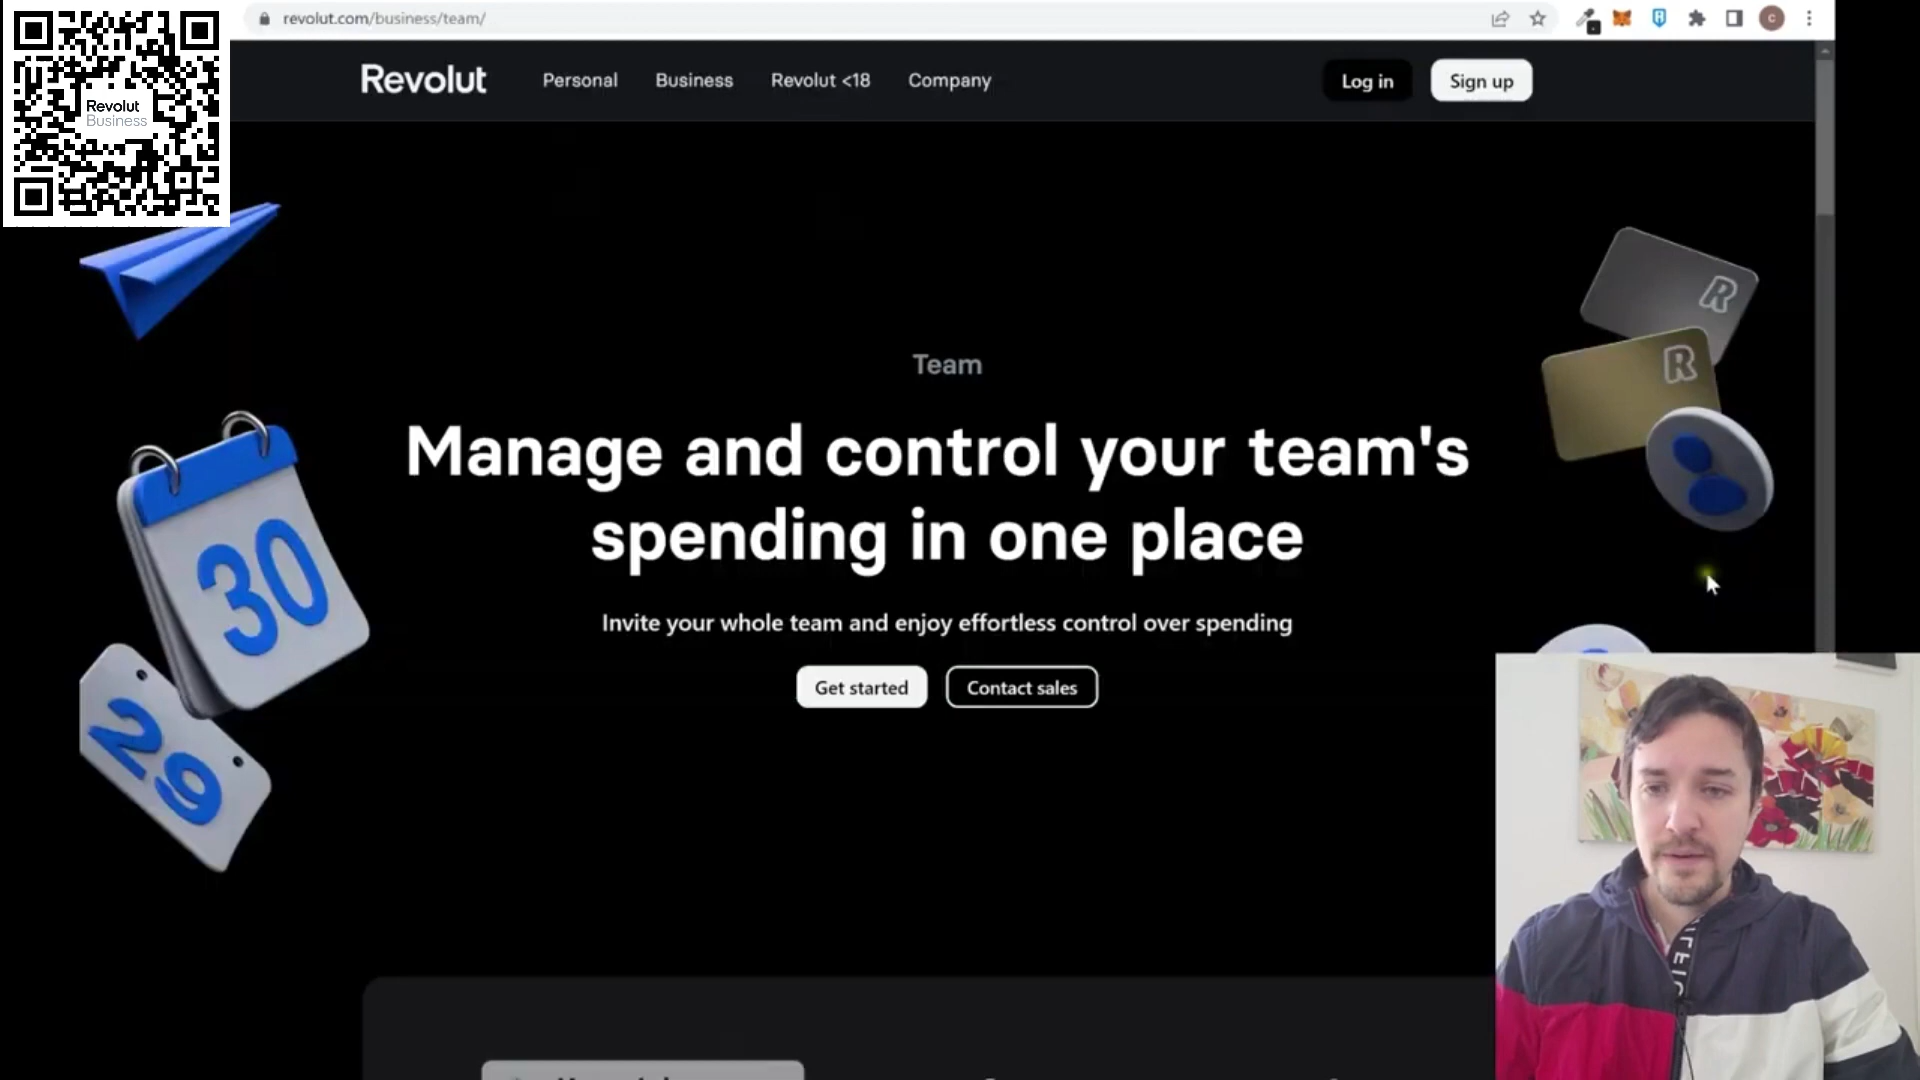 revolut.com/business/team/
Revolut
Business
Revolut
Personal
Business
Revolut <18
Company
Log in
Sign up
C
R
R
Team
Manage and control your team's
spending in one place
Invite your whole team and enjoy effortless control over spending
Get started
Contact sales
30
29